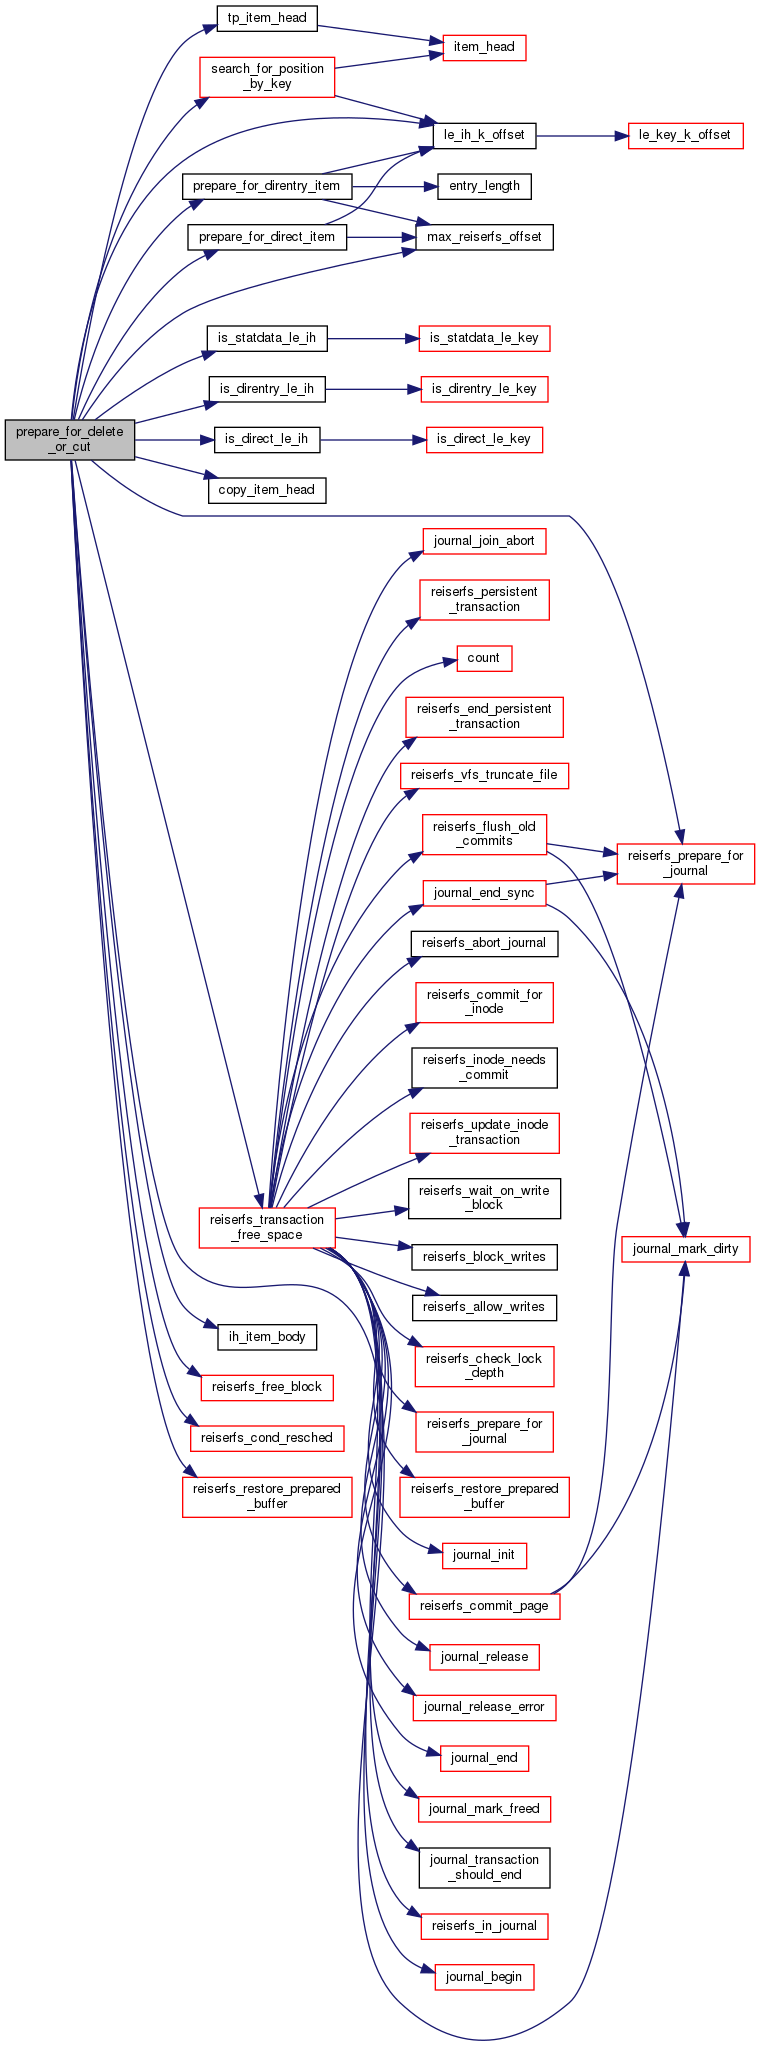 tp_item_head
item_head
search_for_position
_by_key
le_ih_k_offset
le_key_k_offset
prepare_for_direntry_item
entry_length
prepare_for_direct_item
max_reiserfs_offset
is_statdata_le_ih
is_statdata_le_key
is_direntry_le_ih
is_direntry_le_key
prepare_for_delete
_or_cut
is_direct_le_ih
is_direct_le_key
copy_item_head
journal_join_abort
reiserfs_persistent
_transaction
count
reiserfs_end_persistent
_transaction
reiserfs_vfs_truncate_file
reiserfs_flush_old
_commits
reiserfs_prepare_for
_journal
journal_end_sync
reiserfs_abort_journal
reiserfs_commit_for
_inode
reiserfs_inode_needs
_commit
reiserfs_update_inode
_transaction
reiserfs_wait_on_write
_block
reiserfs_transaction
_free_space
journal_mark_dirty
reiserfs_block_writes
reiserfs_allow_writes
ih_item_body
reiserfs_check_lock
_depth
reiserfs_free_block
reiserfs_prepare_for
_journal
reiserfs_cond_resched
reiserfs_restore_prepared
_buffer
reiserfs_restore_prepared
_buffer
journal_init
reiserfs_commit_page
journal_release
journal_release_error
journal_end
journal_mark_freed
journal_transaction
_should_end
reiserfs_in_journal
journal_begin